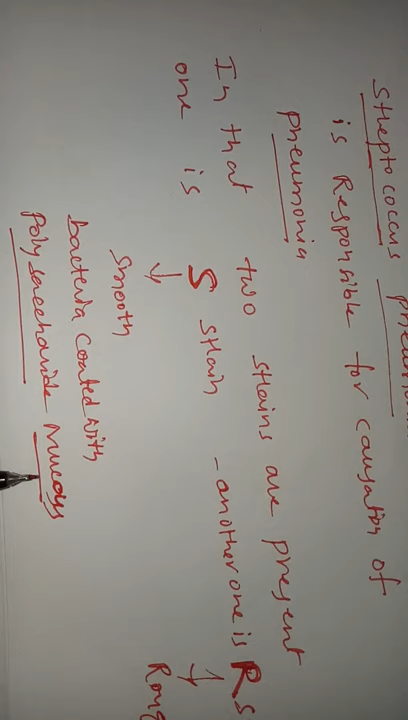 Streptococcus pneum
is Responsible for causation of
pneumonia
In that two strains are present
one is S strain - another one is R s
↓ ↓
Smooth Roug
bacteria coated with
Polysaccharide Mucous